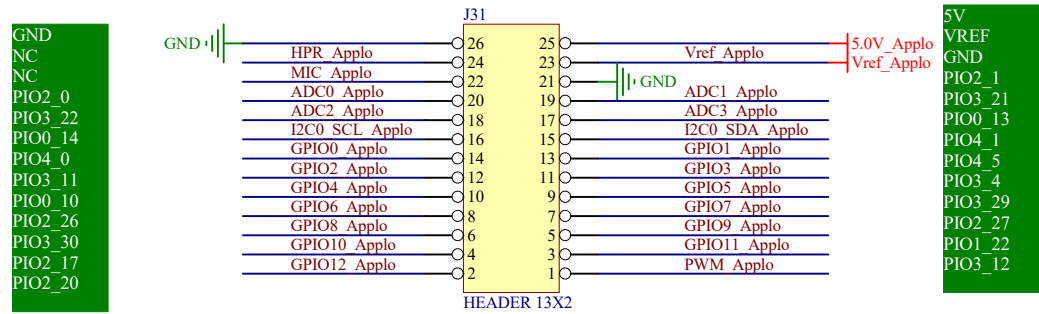 GND
NC
NC
PIO2_0
PIO3_22
PIO0_14
PIO4_0
PIO3_11
PIO0_10
PIO2_26
PIO3_30
PIO2_17
PIO2_20
J31
GND 26 25 5.0V_Applo
HPR_Applo 24 23 Vref_Applo Vref_Applo
MIC_Applo 22 21 GND
ADC0_Applo 20 19 ADC1_Applo
ADC2_Applo 18 17 ADC3_Applo
I2C0_SCL_Applo 16 15 I2C0_SDA_Applo
GPIO0_Applo 14 13 GPIO1_Applo
GPIO2_Applo 12 11 GPIO3_Applo
GPIO4_Applo 10 9 GPIO5_Applo
GPIO6_Applo 8 7 GPIO7_Applo
GPIO8_Applo 6 5 GPIO9_Applo
GPIO10_Applo 4 3 GPIO11_Applo
GPIO12_Applo 2 1 PWM_Applo
HEADER 13X2
5V
VREF
GND
PIO2_1
PIO3_21
PIO0_13
PIO4_1
PIO4_5
PIO3_4
PIO3_29
PIO2_27
PIO1_22
PIO3_12